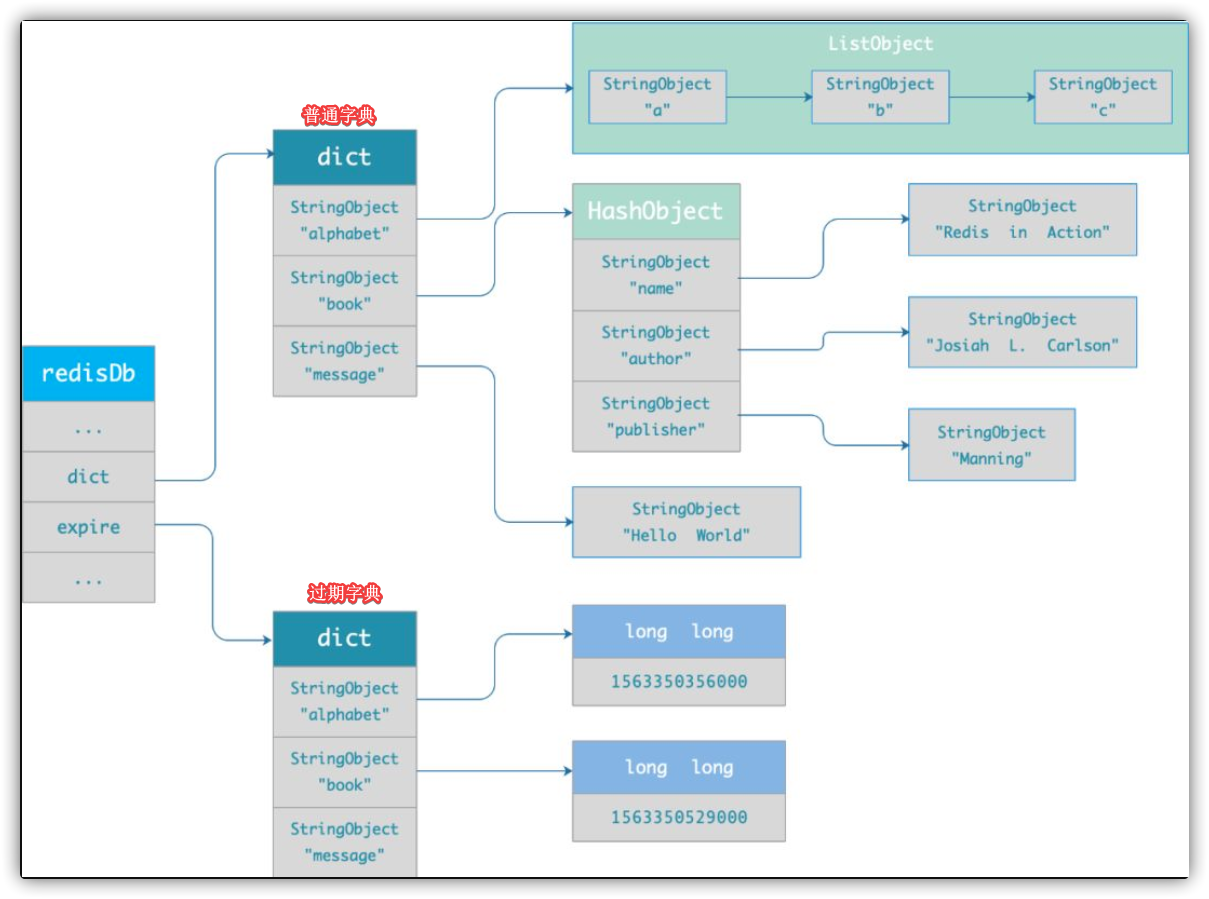 ListObject
StringObject
"a"
StringObject
"b"
StringObject
"c"
普通字典
dict
StringObject
"alphabet"
StringObject
"book"
StringObject
"message"
HashObject
StringObject
"name"
StringObject
"author"
StringObject
"publisher"
StringObject
"Redis in Action"
StringObject
"Josiah L. Carlson"
StringObject
"Manning"
StringObject
"Hello World"
redisDb
...
dict
expire
...
过期字典
dict
StringObject
"alphabet"
StringObject
"book"
StringObject
"message"
long long
1563350356000
long long
1563350529000